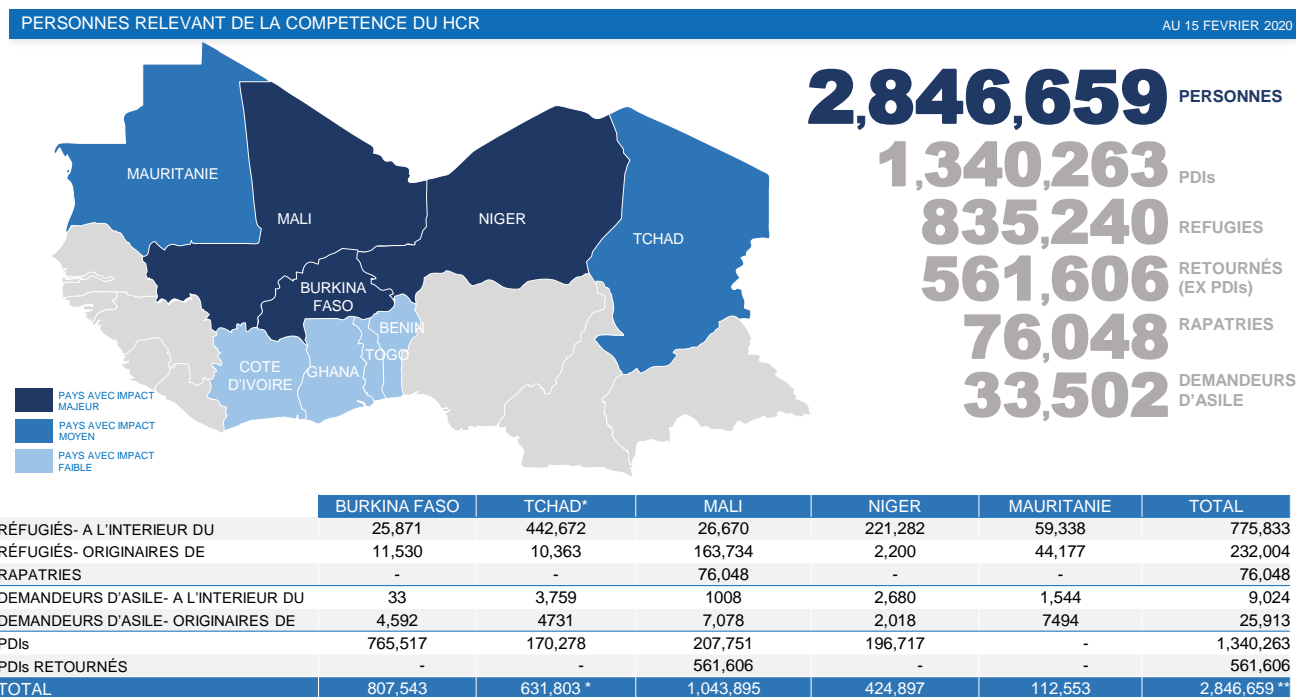 PERSONNES RELEVANT DE LA COMPETENCE DU HCR
AU 15 FEVRIER 2020
2,846,659 PERSONNES
1,340,263 PDIs
835,240 REFUGIES
561,606 RETOURNÉS
(EX PDIs)
76,048 RAPATRIES
33,502 DEMANDEURS
D'ASILE
MAURITANIE
MALI
NIGER
TCHAD
BURKINA
FASO
BENIN
TOGO
GHANA
COTE
D'IVOIRE
PAYS AVEC IMPACT
MAJEUR
PAYS AVEC IMPACT
MOYEN
PAYS AVEC IMPACT
FAIBLE
BURKINA FASO TCHAD* MALI NIGER MAURITANIE TOTAL
RÉFUGIÉS- A L'INTERIEUR DU 25,871 442,672 26,670 221,282 59,338 775,833
RÉFUGIÉS- ORIGINAIRES DE 11,530 10,363 163,734 2,200 44,177 232,004
RAPATRIES - - 76,048 - - 76,048
DEMANDEURS D'ASILE- A L'INTERIEUR DU 33 3,759 1008 2,680 1,544 9,024
DEMANDEURS D'ASILE- ORIGINAIRES DE 4,592 4731 7,078 2,018 7494 25,913
PDIs 765,517 170,278 207,751 196,717 - 1,340,263
PDIs RETOURNÉS - - 561,606 - - 561,606
TOTAL 807,543 631,803 * 1,043,895 424,897 112,553 2,846,659 **